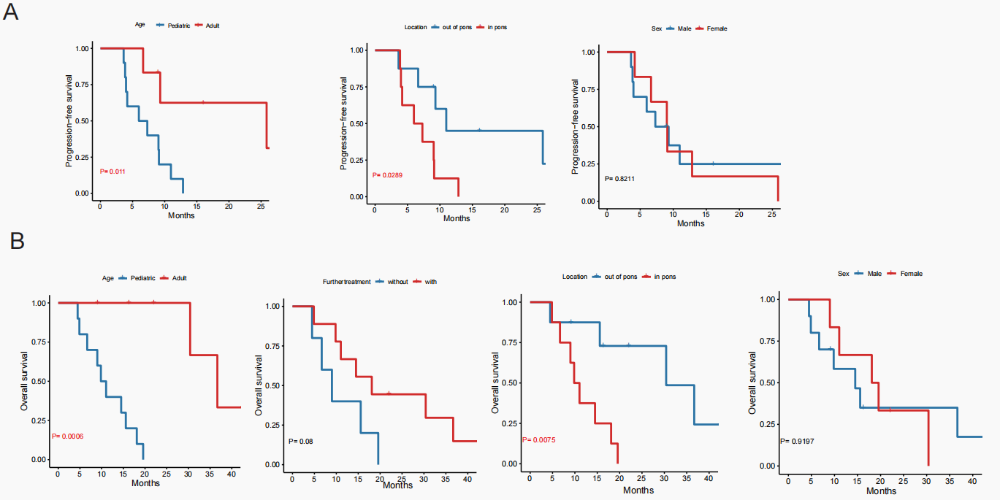 A
Age Pediatric Adult
Progression-free survival
1.00
0.75
0.50
0.25
0.00
P= 0.011
0 5 10 15 20 25
Months
Location out of pons in pons
Progression-free survival
1.00
0.75
0.50
0.25
0.00
P= 0.0289
0 5 10 15 20 25
Months
Sex Male Female
Progression-free survival
1.00
0.75
0.50
0.25
0.00
P= 0.8211
0 5 10 15 20 25
Months
B
Age Pediatric Adult
Overall survival
1.00
0.75
0.50
0.25
0.00
P= 0.0006
0 5 10 15 20 25 30 35 40
Months
Furthertreatment without with
Overall survival
1.00
0.75
0.50
0.25
0.00
P= 0.08
0 5 10 15 20 25 30 35 40
Months
Location out of pons in pons
Overall survival
1.00
0.75
0.50
0.25
0.00
P= 0.0075
0 5 10 15 20 25 30 35 40
Months
Sex Male Female
Overall survival
1.00
0.75
0.50
0.25
0.00
P= 0.9197
0 5 10 15 20 25 30 35 40
Months